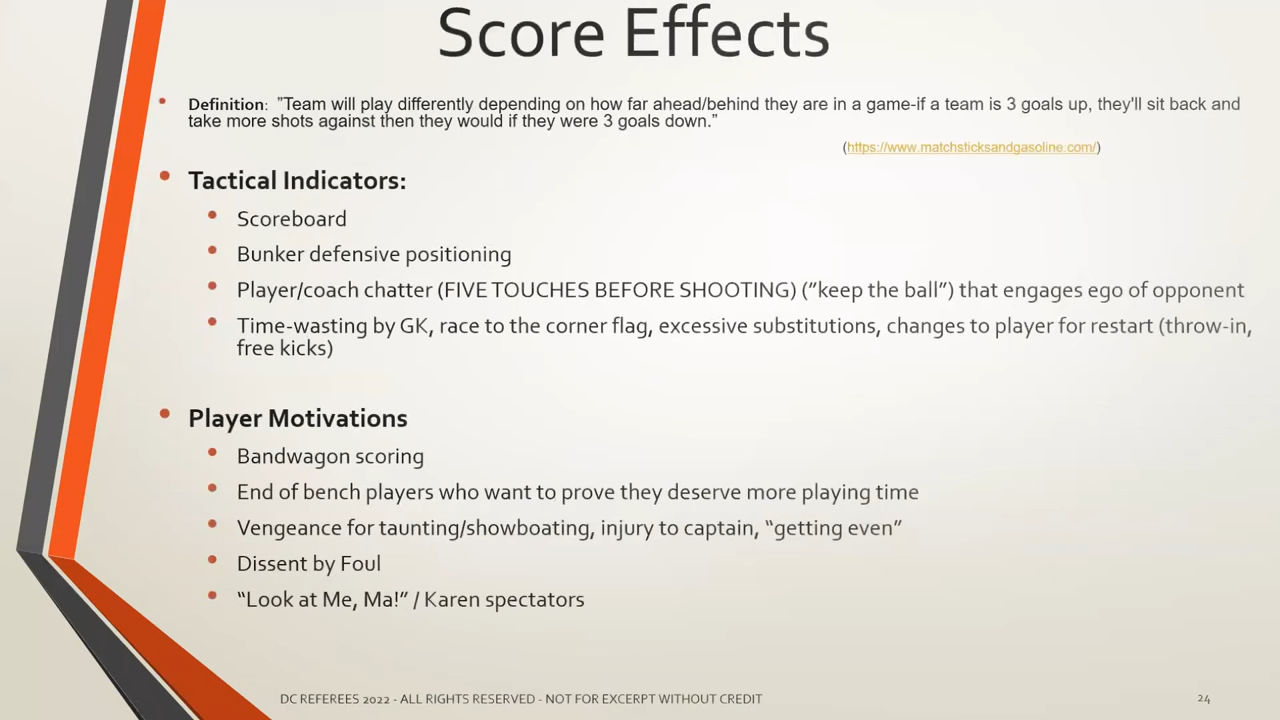 Score Effects
• Definition: "Team will play differently depending on how far ahead/behind they are in a game-if a team is 3 goals up, they'll sit back and
take more shots against then they would if they were 3 goals down."
(https://www.matchsticksandgasoline.com/)
• Tactical Indicators:
• Scoreboard
• Bunker defensive positioning
• Player/coach chatter (FIVE TOUCHES BEFORE SHOOTING) ("keep the ball") that engages ego of opponent
• Time-wasting by GK, race to the corner flag, excessive substitutions, changes to player for restart (throw-in,
free kicks)
• Player Motivations
• Bandwagon scoring
• End of bench players who want to prove they deserve more playing time
• Vengeance for taunting/showboating, injury to captain, "getting even"
• Dissent by Foul
• "Look at Me, Ma!" / Karen spectators
DC REFEREES 2022 - ALL RIGHTS RESERVED - NOT FOR EXCERPT WITHOUT CREDIT
24